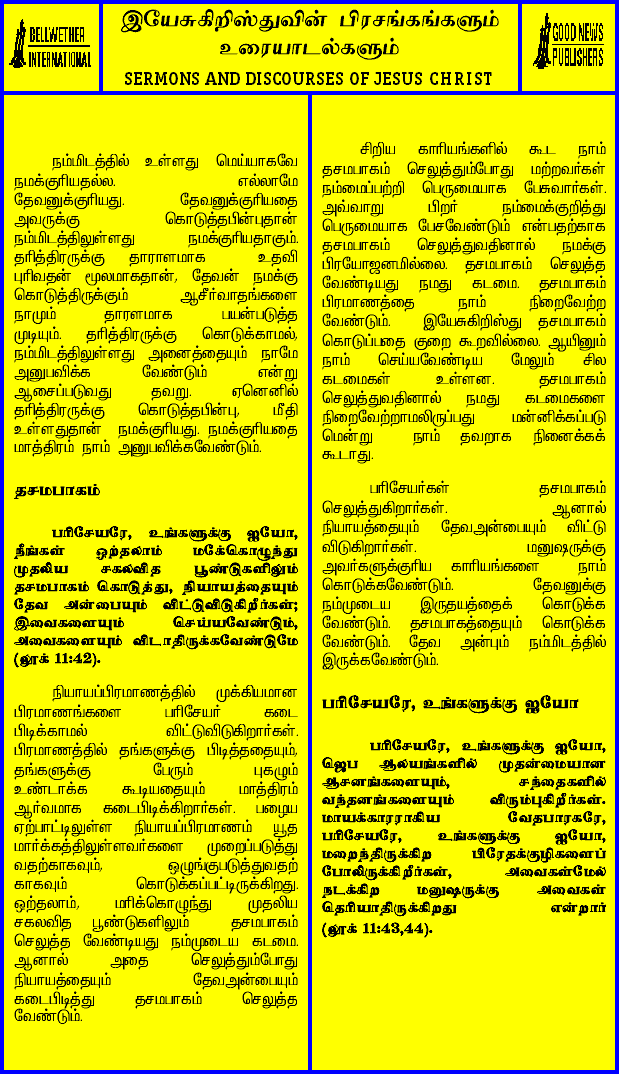 BELLWETHER
INTERNATIONAL
இயேசுகிறிஸ்துவின் பிரசங்கங்களும்
உரையாடல்களும்
SERMONS AND DISCOURSES OF JESUS CHRIST
GOOD NEWS
PUBLISHERS
நம்மிடத்தில் உள்ளது மெய்யாகவே
நமக்குரியதல்ல. எல்லாமே
தேவனுக்குரியது. தேவனுக்குரியதை
அவருக்கு கொடுத்தபின்புதான்
நம்மிடத்திலுள்ளது நமக்குரியதாகும்.
தரித்திரருக்கு தாராளமாக உதவி
புரிவதன் மூலமாகதான், தேவன் நமக்கு
கொடுத்திருக்கும் ஆசீர்வாதங்களை
நாமும் தாரளமாக பயன்படுத்த
முடியும். தரித்திரருக்கு கொடுக்காமல்,
நம்மிடத்திலுள்ளது அனைத்தையும் நாமே
அனுபவிக்க வேண்டும் என்று
ஆசைப்படுவது தவறு. ஏனெனில்
தரித்திரருக்கு கொடுத்தபின்பு, மீதி
உள்ளதுதான் நமக்குரியது. நமக்குரியதை
மாத்திரம் நாம் அனுபவிக்கவேண்டும்.
தசமபாகம்
பரிசேயரே, உங்களுக்கு ஐயோ,
நீங்கள் ஒற்தலாம் மக்கொழுந்து
முதலிய சகலவித பூண்டுகளிலும்
தசமபாகம் கொடுத்து, நியாயத்தையும்
தேவ அன்பையும் விட்டுவிடுகிறீர்கள்;
இவைகளையும் செய்யவேண்டும்,
அவைகளையும் விடாதிருக்கவேண்டுமே
(லூக் 11:42).
நியாயப்பிரமாணத்தில் முக்கியமான
பிரமாணங்களை பரிசேயர் கடை
பிடிக்காமல் விட்டுவிடுகிறார்கள்.
பிரமாணத்தில் தங்களுக்கு பிடித்ததையும்,
தங்களுக்கு பேரும் புகழும்
உண்டாக்க கூடியதையும் மாத்திரம்
ஆர்வமாக கடைபிடிக்கிறார்கள். பழைய
ஏற்பாட்டிலுள்ள நியாயப்பிரமாணம் யூத
மார்க்கத்திலுள்ளவர்களை முறைப்படுத்து
வதற்காகவும், ஒழுங்குபடுத்துவதற்
காகவும் கொடுக்கப்பட்டிருக்கிறது.
ஒற்தலாம், மரிக்கொழுந்து முதலிய
சகலவித பூண்டுகளிலும் தசமபாகம்
செலுத்த வேண்டியது நம்முடைய கடமை.
ஆனால் அதை செலுத்தும்போது
நியாயத்தையும் தேவஅன்பையும்
கடைபிடித்து தசமபாகம் செலுத்த
வேண்டும்.
சிறிய காரியங்களில் கூட நாம்
தசமபாகம் செலுத்தும்போது மற்றவர்கள்
நம்மைப்பற்றி பெருமையாக பேசுவார்கள்.
அவ்வாறு பிறர் நம்மைக்குறித்து
பெருமையாக பேசவேண்டும் என்பதற்காக
தசமபாகம் செலுத்துவதினால் நமக்கு
பிரயோஜனமில்லை. தசமபாகம் செலுத்த
வேண்டியது நமது கடமை. தசமபாகம்
பிரமாணத்தை நாம் நிறைவேற்ற
வேண்டும். இயேசுகிறிஸ்து தசமபாகம்
கொடுப்பதை குறை கூறவில்லை. ஆயினும்
நாம் செய்யவேண்டிய மேலும் சில
கடமைகள் உள்ளன. தசமபாகம்
செலுத்துவதினால் நமது கடமைகளை
நிறைவேற்றாமலிருப்பது மன்னிக்கப்படு
மென்று நாம் தவறாக நினைக்கக்
கூடாது.
பரிசேயர்கள் தசமபாகம்
செலுத்துகிறார்கள். ஆனால்
நியாயத்தையும் தேவஅன்பையும் விட்டு
விடுகிறார்கள். மனுஷருக்கு
அவர்களுக்குரிய காரியங்களை நாம்
கொடுக்கவேண்டும். தேவனுக்கு
நம்முடைய இருதயத்தைக் கொடுக்க
வேண்டும். தசமபாகத்தையும் கொடுக்க
வேண்டும். தேவ அன்பும் நம்மிடத்தில்
இருக்கவேண்டும்.
பரிசேயரே, உங்களுக்கு ஐயோ
பரிசேயரே, உங்களுக்கு ஐயோ,
ஜெப ஆலயங்களில் முதன்மையான
ஆசனங்களையும், சந்தைகளில்
வந்தனங்களையும் விரும்புகிறீர்கள்.
மாயக்காரராகிய வேதபாரகரே,
பரிசேயரே, உங்களுக்கு ஐயோ,
மறைந்திருக்கிற பிரேதக்குழிகளைப்
போலிருக்கிறீர்கள், அவைகள்மேல்
நடக்கிற மனுஷருக்கு அவைகள்
தெரியாதிருக்கிறது என்றார்
(லூக் 11:43,44).